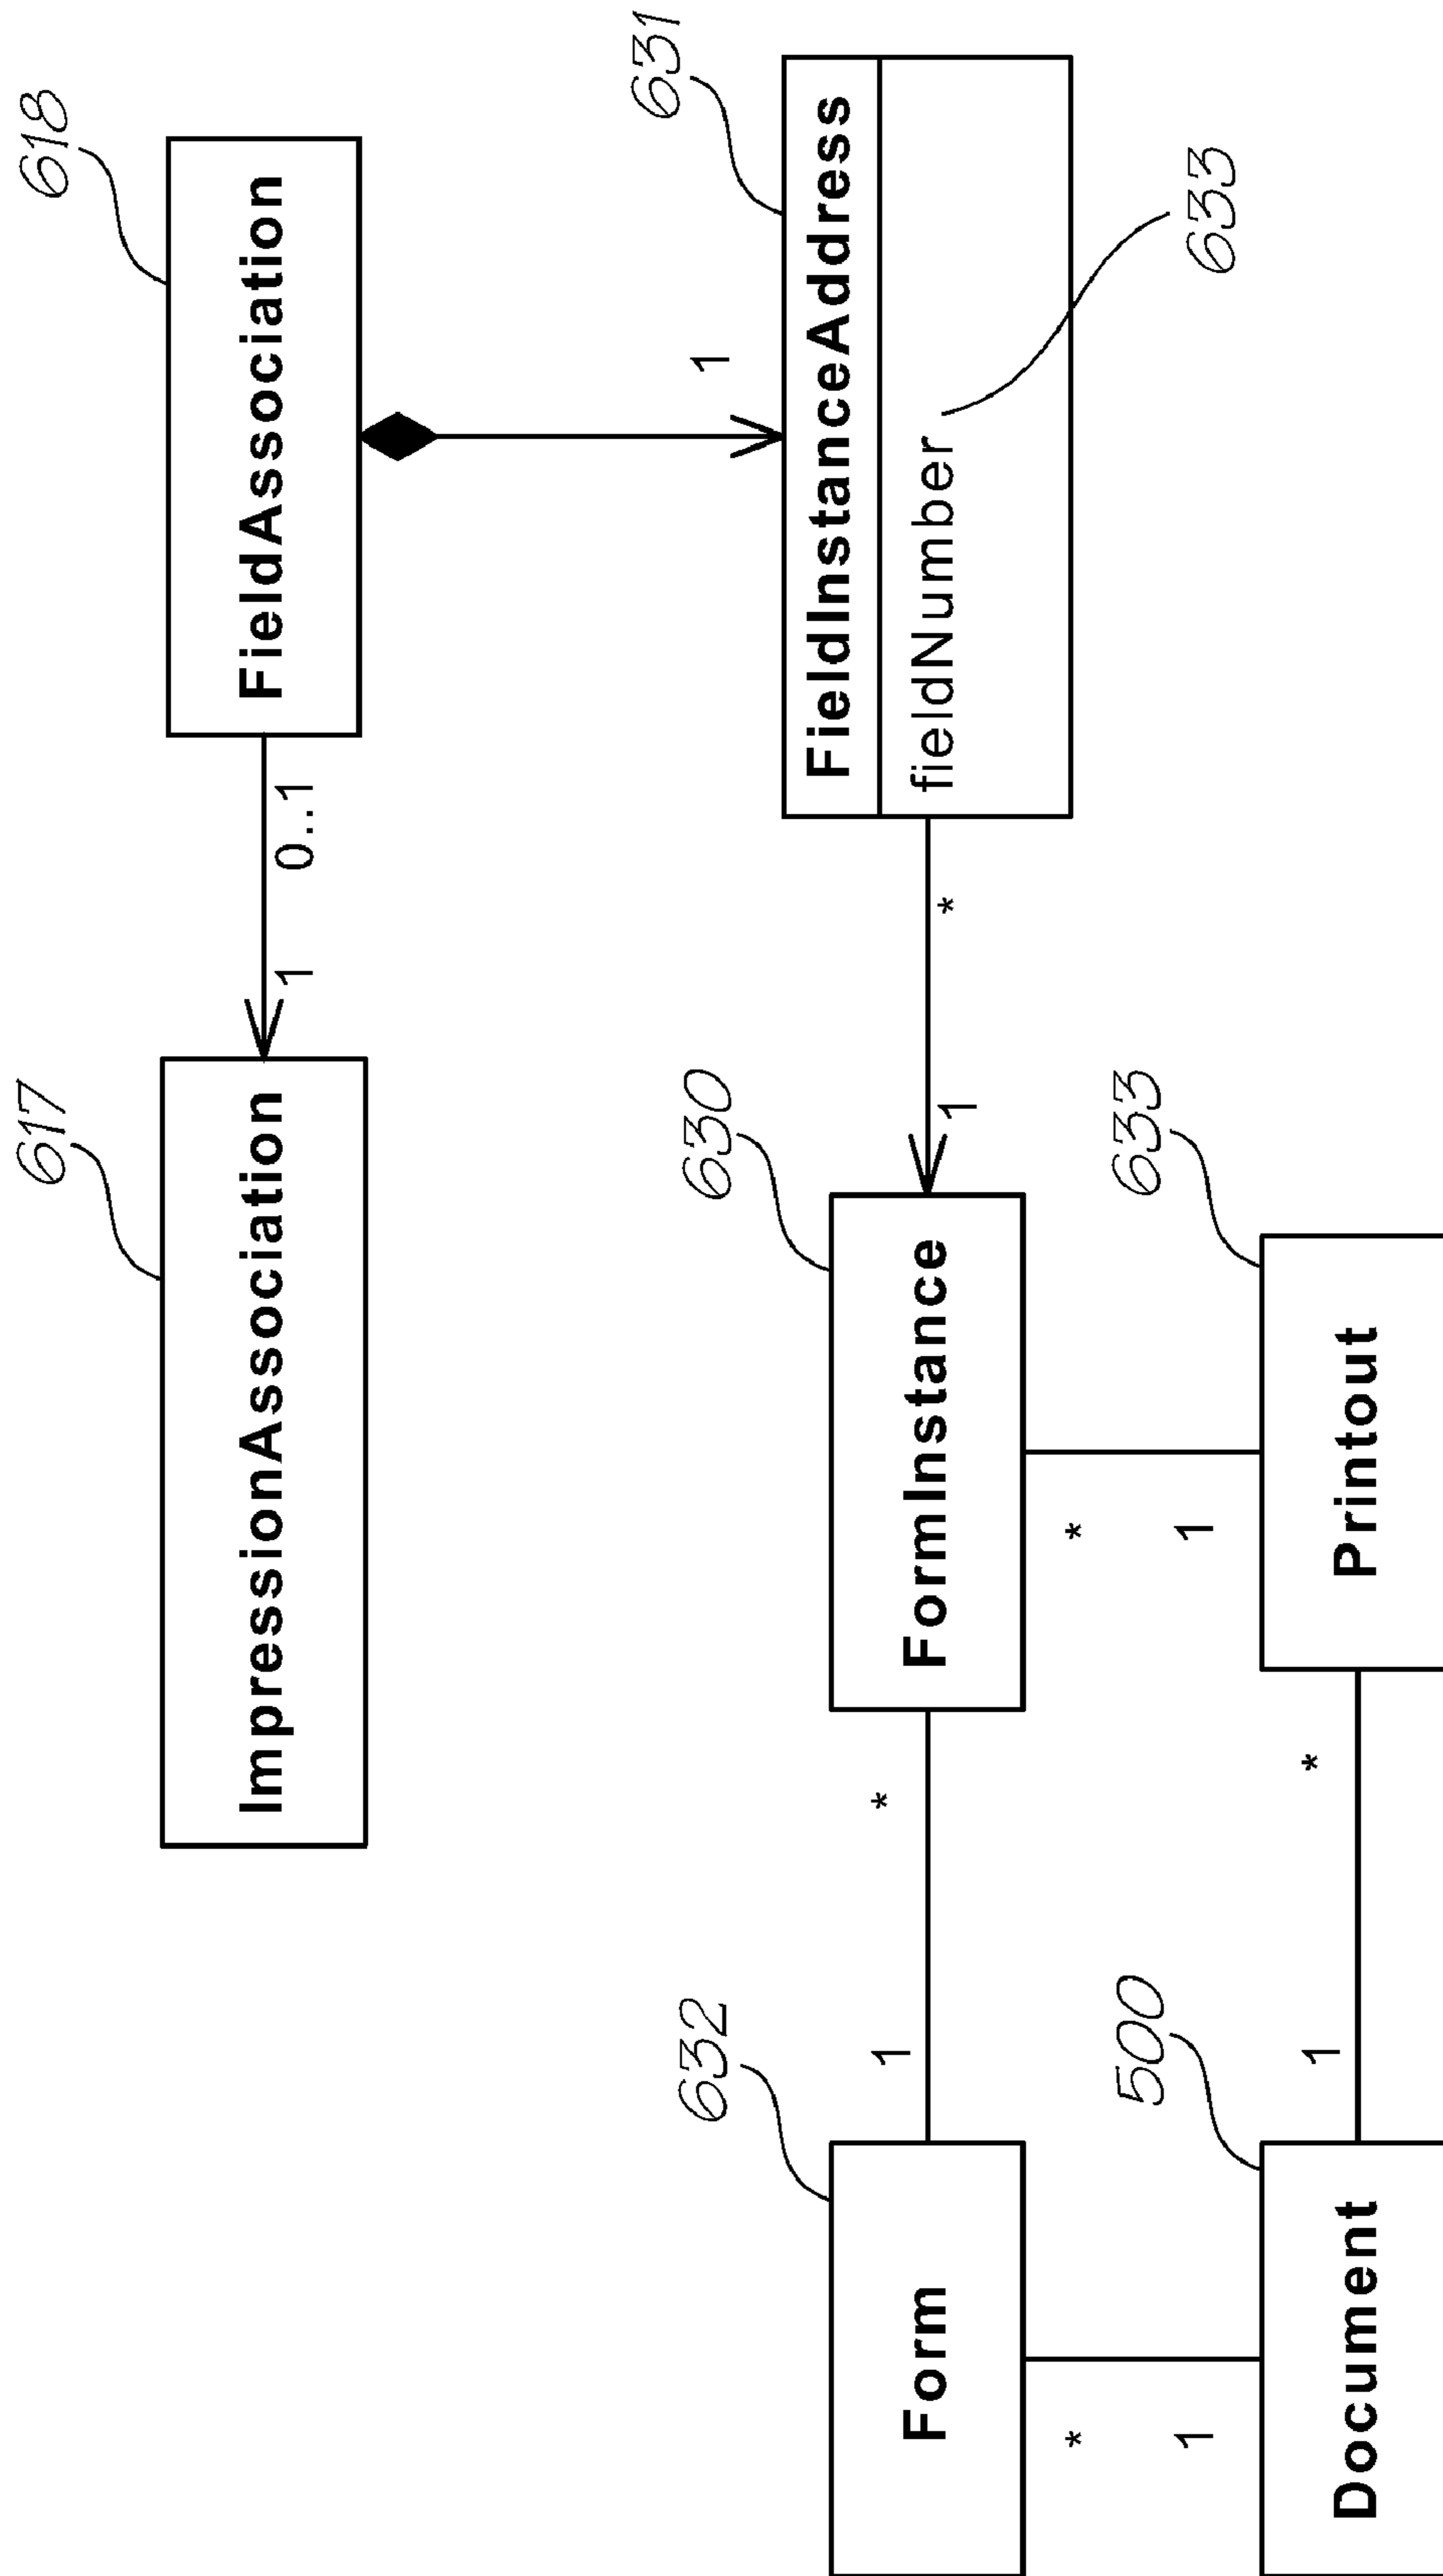 617
618
ImpressionAssociation
FieldAssociation
1
0..1
631
1
632
630
FieldInstanceAddress
1
*
Form
FormInstance
fieldNumber
1
*
*
*
500
633
1
1
633
1
*
Document
Printout